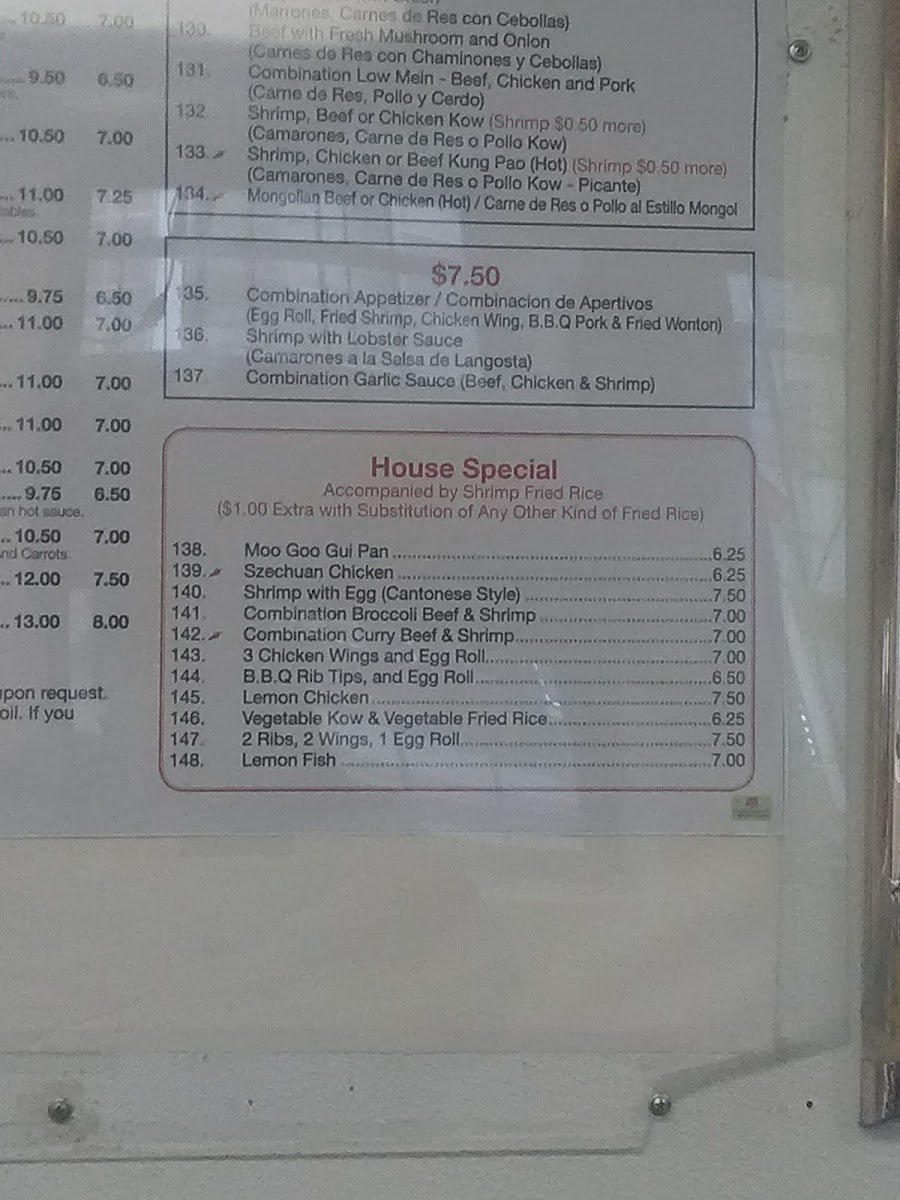 ... 10.50 7.00
..... 9.50 6.50
... 10.50 7.00
... 11.00 7.25
... 10.50 7.00
..... 9.75 6.50
... 11.00 7.00
... 11.00 7.00
... 11.00 7.00
... 10.50 7.00
..... 9.75 6.50
an hot sauce.
.. 10.50 7.00
nd Carrots.
.. 12.00 7.50
.. 13.00 8.00
upon request.
oil. If you
(Marrones, Carnes de Res con Cebollas)
130. Beef with Fresh Mushroom and Onion
(Carnes de Res con Chaminones y Cebollas)
131. Combination Low Mein - Beef, Chicken and Pork
(Carne de Res, Pollo y Cerdo)
132. Shrimp, Beef or Chicken Kow (Shrimp $0.50 more)
(Camarones, Carne de Res o Pollo Kow)
133. Shrimp, Chicken or Beef Kung Pao (Hot) (Shrimp $0.50 more)
(Camarones, Carne de Res o Pollo Kow - Picante)
134. Mongolian Beef or Chicken (Hot) / Carne de Res o Pollo al Estillo Mongol
$7.50
135. Combination Appetizer / Combinacion de Apertivos
(Egg Roll, Fried Shrimp, Chicken Wing, B.B.Q Pork & Fried Wonton)
136. Shrimp with Lobster Sauce
(Camarones a la Salsa de Langosta)
137 Combination Garlic Sauce (Beef, Chicken & Shrimp)
House Special
Accompanied by Shrimp Fried Rice
($1.00 Extra with Substitution of Any Other Kind of Fried Rice)
138. Moo Goo Gui Pan ........ 6.25
139. Szechuan Chicken ........ 6.25
140. Shrimp with Egg (Cantonese Style) ........ 7.50
141. Combination Broccoli Beef & Shrimp ........ 7.00
142. Combination Curry Beef & Shrimp ........ 7.00
143. 3 Chicken Wings and Egg Roll ........ 7.00
144. B.B.Q Rib Tips, and Egg Roll ........ 6.50
145. Lemon Chicken ........ 7.50
146. Vegetable Kow & Vegetable Fried Rice ........ 6.25
147. 2 Ribs, 2 Wings, 1 Egg Roll ........ 7.50
148. Lemon Fish ........ 7.00